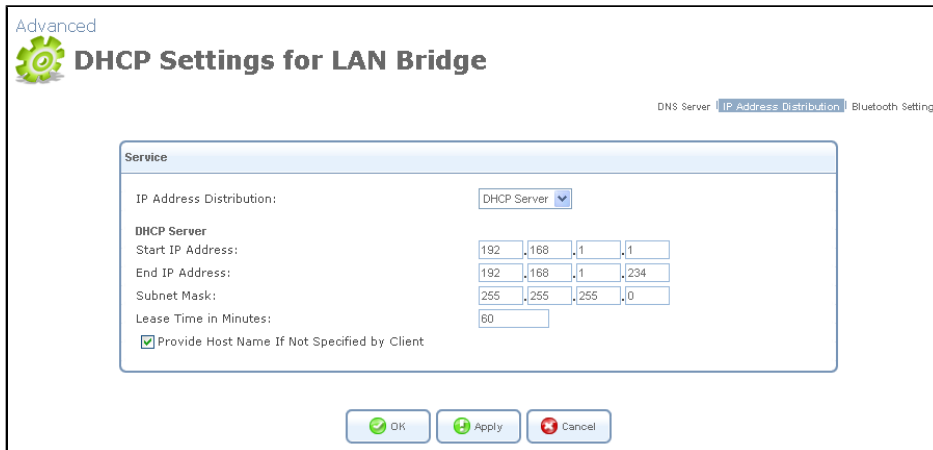 Advanced
DHCP Settings for LAN Bridge
DNS Server | IP Address Distribution | Bluetooth Setting
Service
IP Address Distribution: DHCP Server
DHCP Server
Start IP Address: 192 . 168 . 1 . 1
End IP Address: 192 . 168 . 1 . 234
Subnet Mask: 255 . 255 . 255 . 0
Lease Time in Minutes: 60
Provide Host Name If Not Specified by Client
OK Apply Cancel